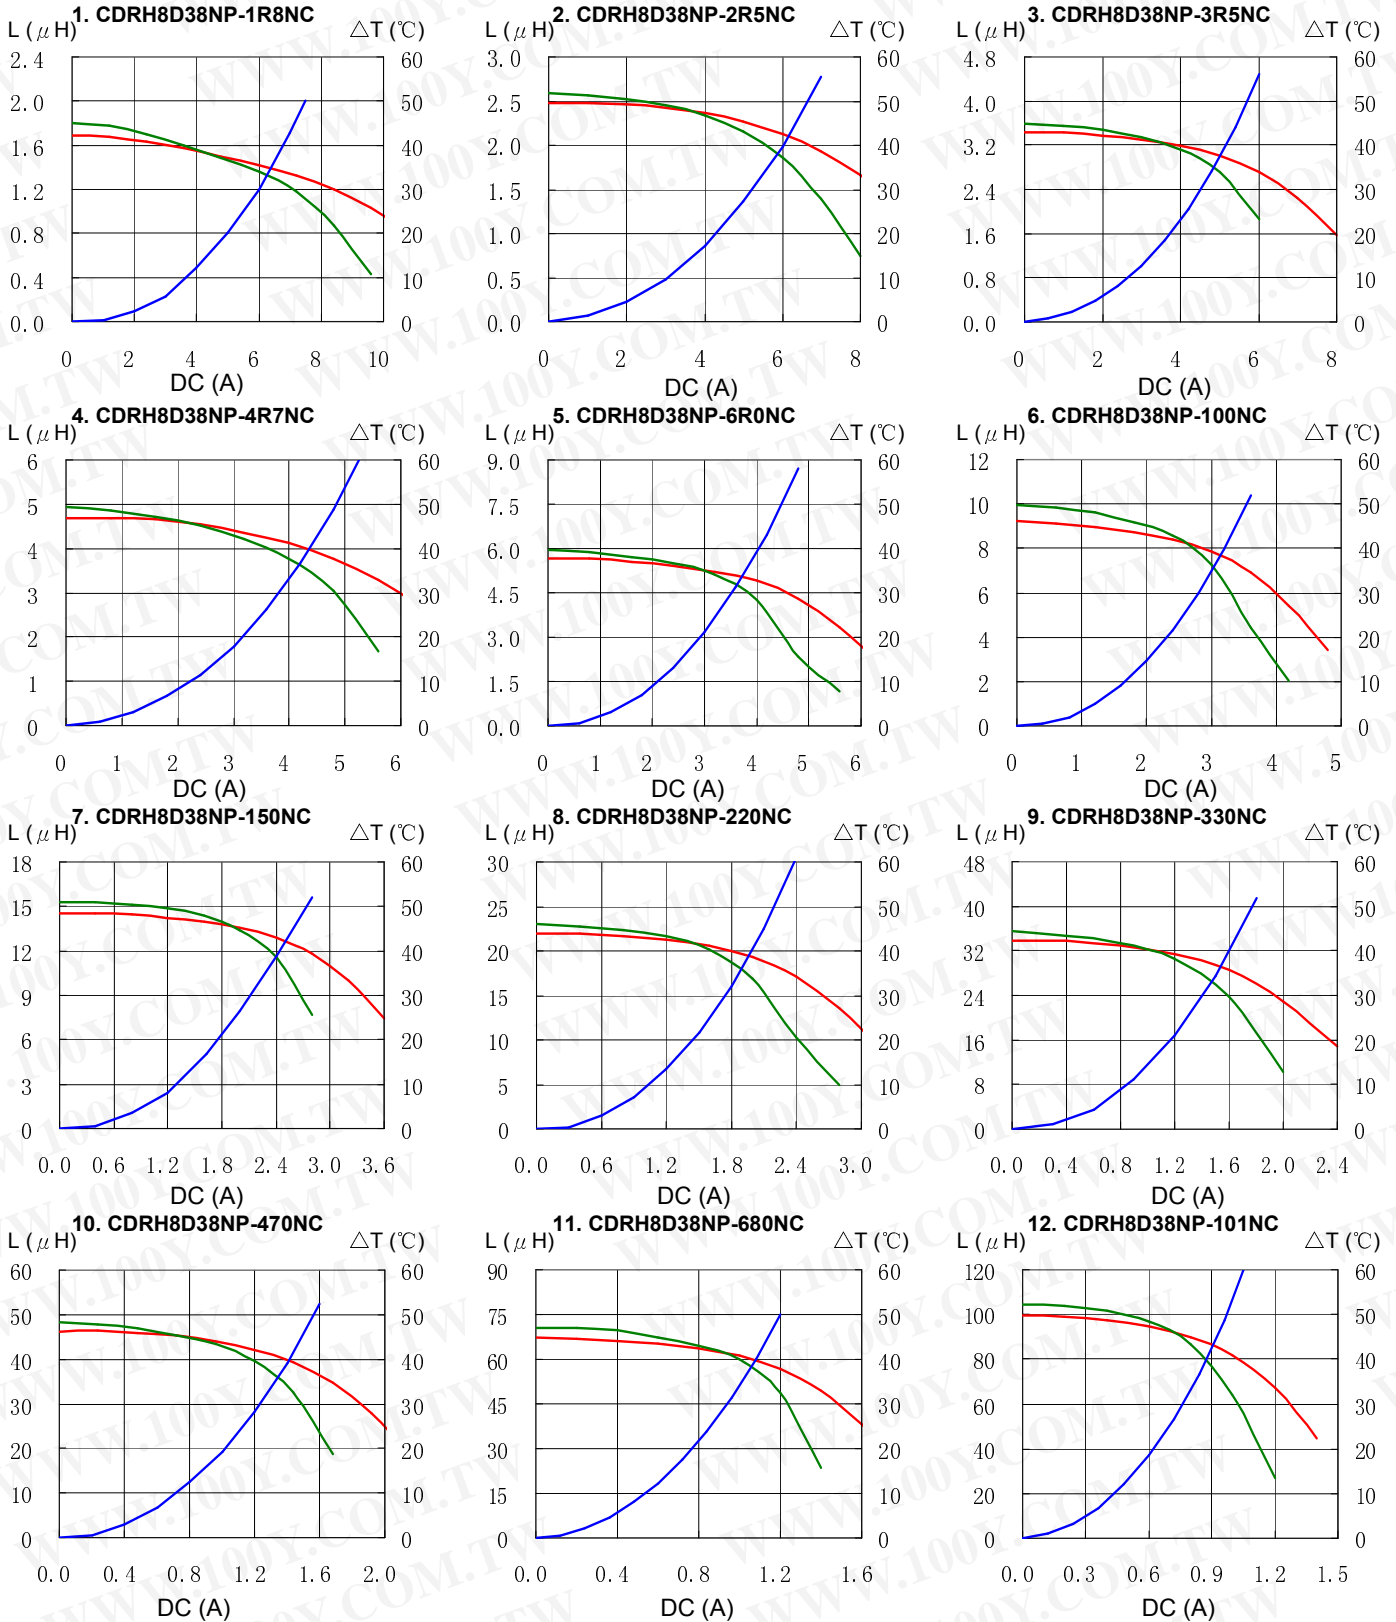 1. CDRH8D38NP-1R8NC
L (μH) △T (℃)
2.4 60
2.0 50
1.6 40
1.2 30
0.8 20
0.4 10
0.0 0
0 2 4 6 8 10
DC (A)
2. CDRH8D38NP-2R5NC
L (μH) △T (℃)
3.0 60
2.5 50
2.0 40
1.5 30
1.0 20
0.5 10
0.0 0
0 2 4 6 8
DC (A)
3. CDRH8D38NP-3R5NC
L (μH) △T (℃)
4.8 60
4.0 50
3.2 40
2.4 30
1.6 20
0.8 10
0.0 0
0 2 4 6 8
DC (A)
4. CDRH8D38NP-4R7NC
L (μH) △T (℃)
6 60
5 50
4 40
3 30
2 20
1 10
0 0
0 1 2 3 4 5 6
DC (A)
5. CDRH8D38NP-6R0NC
L (μH) △T (℃)
9.0 60
7.5 50
6.0 40
4.5 30
3.0 20
1.5 10
0.0 0
0 1 2 3 4 5 6
DC (A)
6. CDRH8D38NP-100NC
L (μH) △T (℃)
12 60
10 50
8 40
6 30
4 20
2 10
0 0
0 1 2 3 4 5
DC (A)
7. CDRH8D38NP-150NC
L (μH) △T (℃)
18 60
15 50
12 40
9 30
6 20
3 10
0 0
0.0 0.6 1.2 1.8 2.4 3.0 3.6
DC (A)
8. CDRH8D38NP-220NC
L (μH) △T (℃)
30 60
25 50
20 40
15 30
10 20
5 10
0 0
0.0 0.6 1.2 1.8 2.4 3.0
DC (A)
9. CDRH8D38NP-330NC
L (μH) △T (℃)
48 60
40 50
32 40
24 30
16 20
8 10
0 0
0.0 0.4 0.8 1.2 1.6 2.0 2.4
DC (A)
10. CDRH8D38NP-470NC
L (μH) △T (℃)
60 60
50 50
40 40
30 30
20 20
10 10
0 0
0.0 0.4 0.8 1.2 1.6 2.0
DC (A)
11. CDRH8D38NP-680NC
L (μH) △T (℃)
90 60
75 50
60 40
45 30
30 20
15 10
0 0
0.0 0.4 0.8 1.2 1.6
DC (A)
12. CDRH8D38NP-101NC
L (μH) △T (℃)
120 60
100 50
80 40
60 30
40 20
20 10
0 0
0.0 0.3 0.6 0.9 1.2 1.5
DC (A)
WWW.100Y.COM.TW